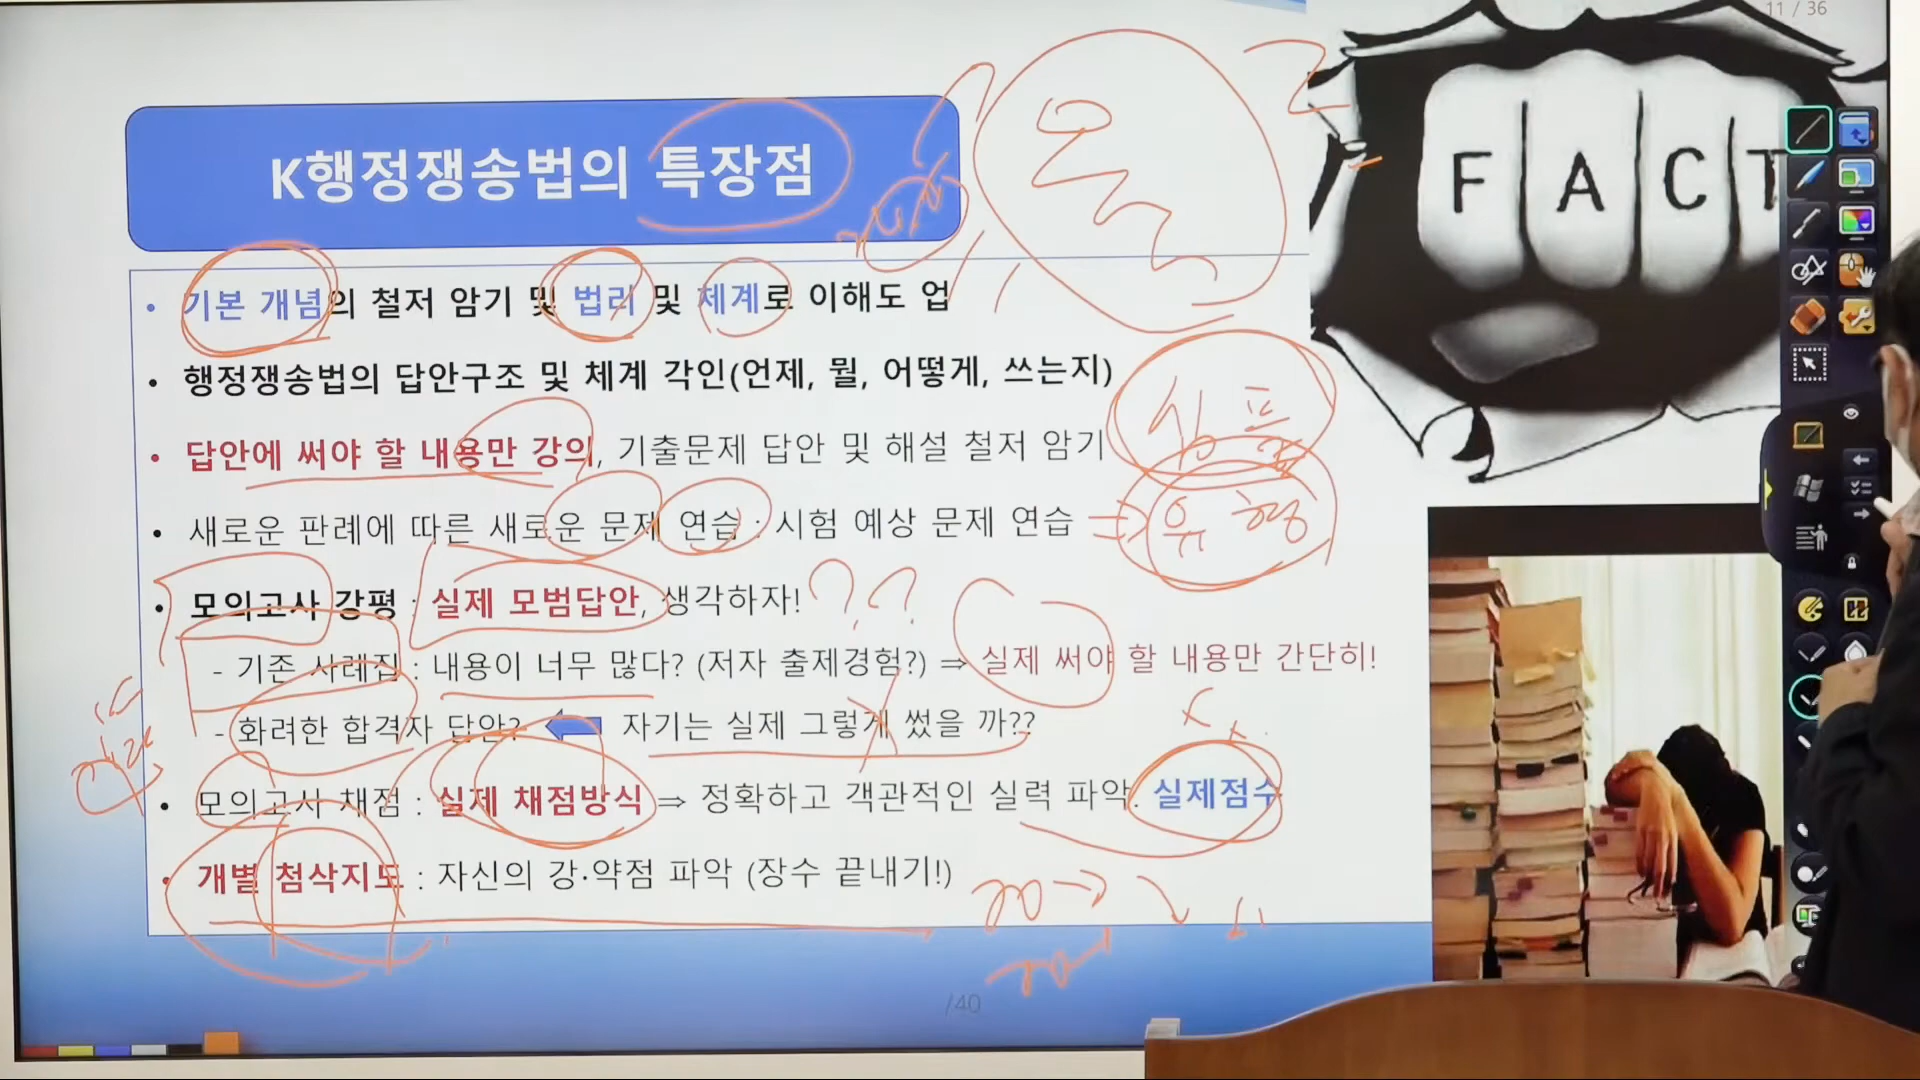 11 / 36
K행정쟁송법의 특장점
FACT
• 기본 개념의 철저 암기 및 법리 및 체계로 이해도 업
• 행정쟁송법의 답안구조 및 체계 각인(언제, 뭘, 어떻게, 쓰는지)
• 답안에 써야 할 내용만 강의, 기출문제 답안 및 해설 철저 암기
심플
• 새로운 판례에 따른 새로운 문제 연습 : 시험 예상 문제 연습
유형
• 모의고사 강평 : 실제 모범답안, 생각하자! ??
- 기존 사례집 : 내용이 너무 많다? (저자 출제경험?) ⇒ 실제 써야 할 내용만 간단히!
- 화려한 합격자 답안? 자기는 실제 그렇게 썼을 까??
• 모의고사 채점 : 실제 채점방식 ⇒ 정확하고 객관적인 실력 파악. 실제점수
• 개별 첨삭지도 : 자신의 강·약점 파악 (장수 끝내기!)
/40